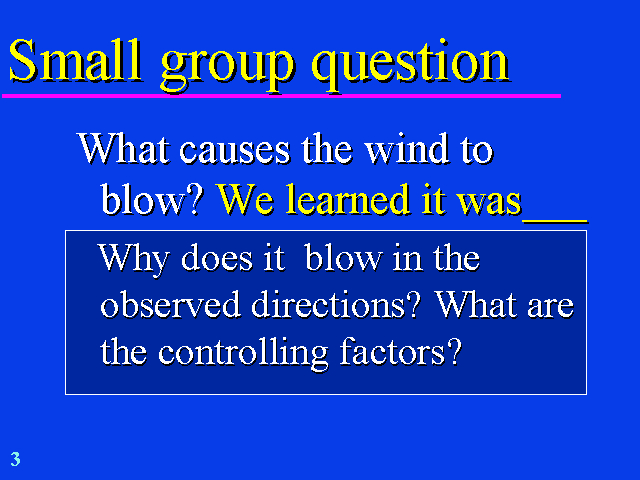 Small group question
What causes the wind to
blow? We learned it was___
Why does it  blow in the
observed directions? What are
the controlling factors?
3